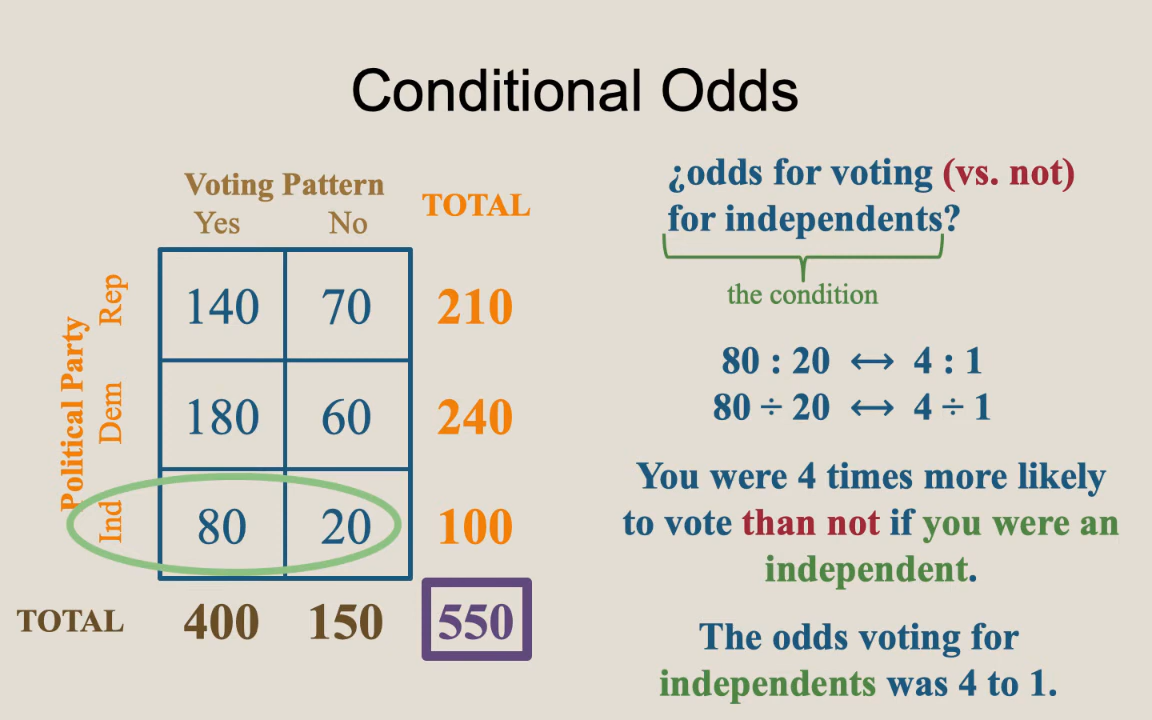 Conditional Odds
Voting Pattern
Yes No
TOTAL
Political Party
Rep
140 70 210
Dem
180 60 240
Ind
80 20 100
TOTAL 400 150 550
¿odds for voting (vs. not)
for independents?
the condition
80 : 20 ↔ 4 : 1
80 ÷ 20 ↔ 4 ÷ 1
You were 4 times more likely
to vote than not if you were an
independent.
The odds voting for
independents was 4 to 1.